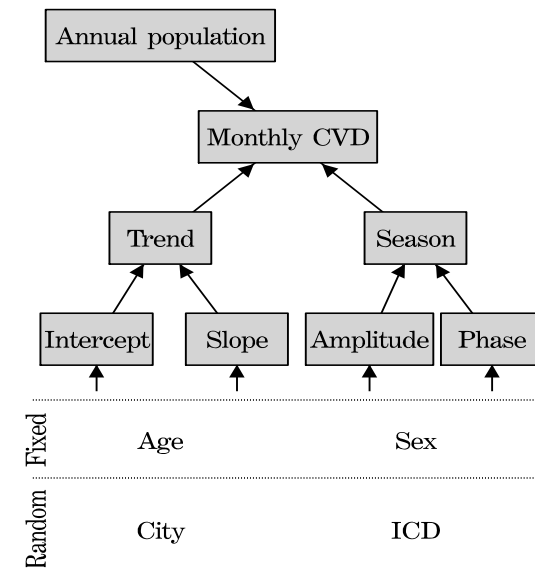 Annual population
Monthly CVD
Trend
Season
Intercept
Slope
Amplitude
Phase
Fixed
Age
Sex
Random
City
ICD